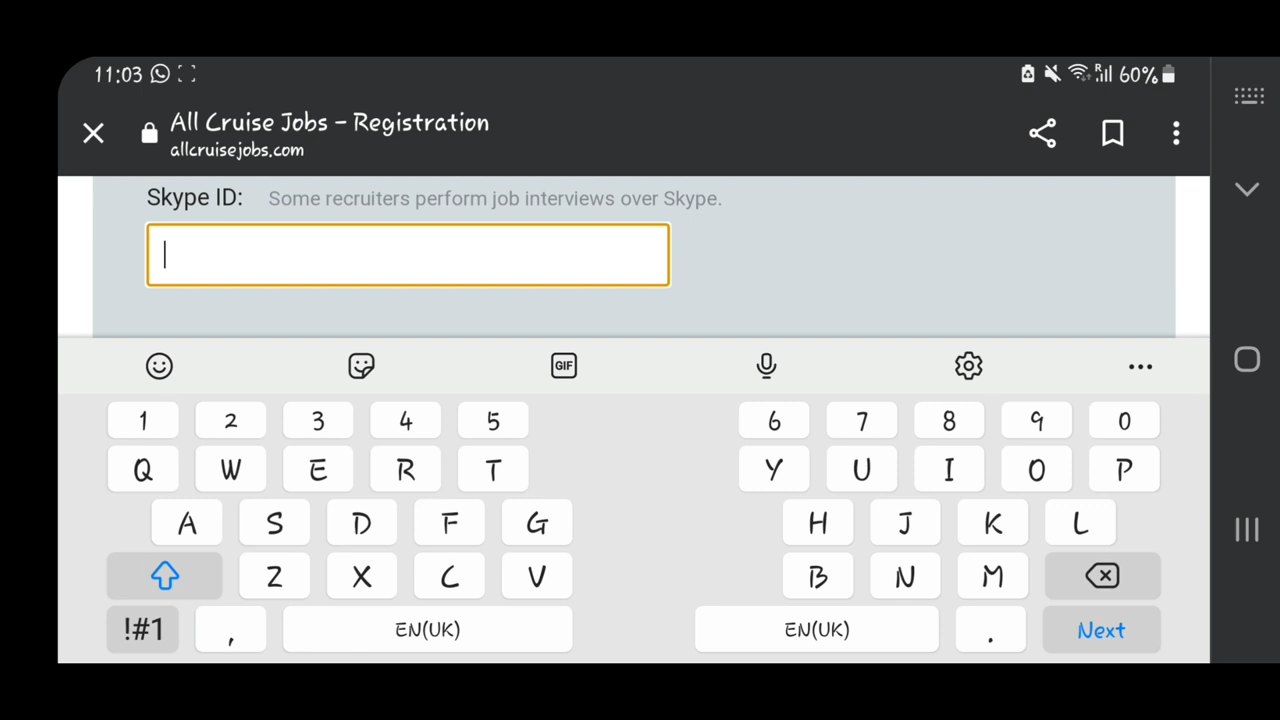 11:03 60%
All Cruise Jobs – Registration
allcruisejobs.com
Skype ID: Some recruiters perform job interviews over Skype.
GIF
1 2 3 4 5 6 7 8 9 0
Q W E R T Y U I O P
A S D F G H J K L
Z X C V B N M
!#1 , EN(UK) EN(UK) . Next